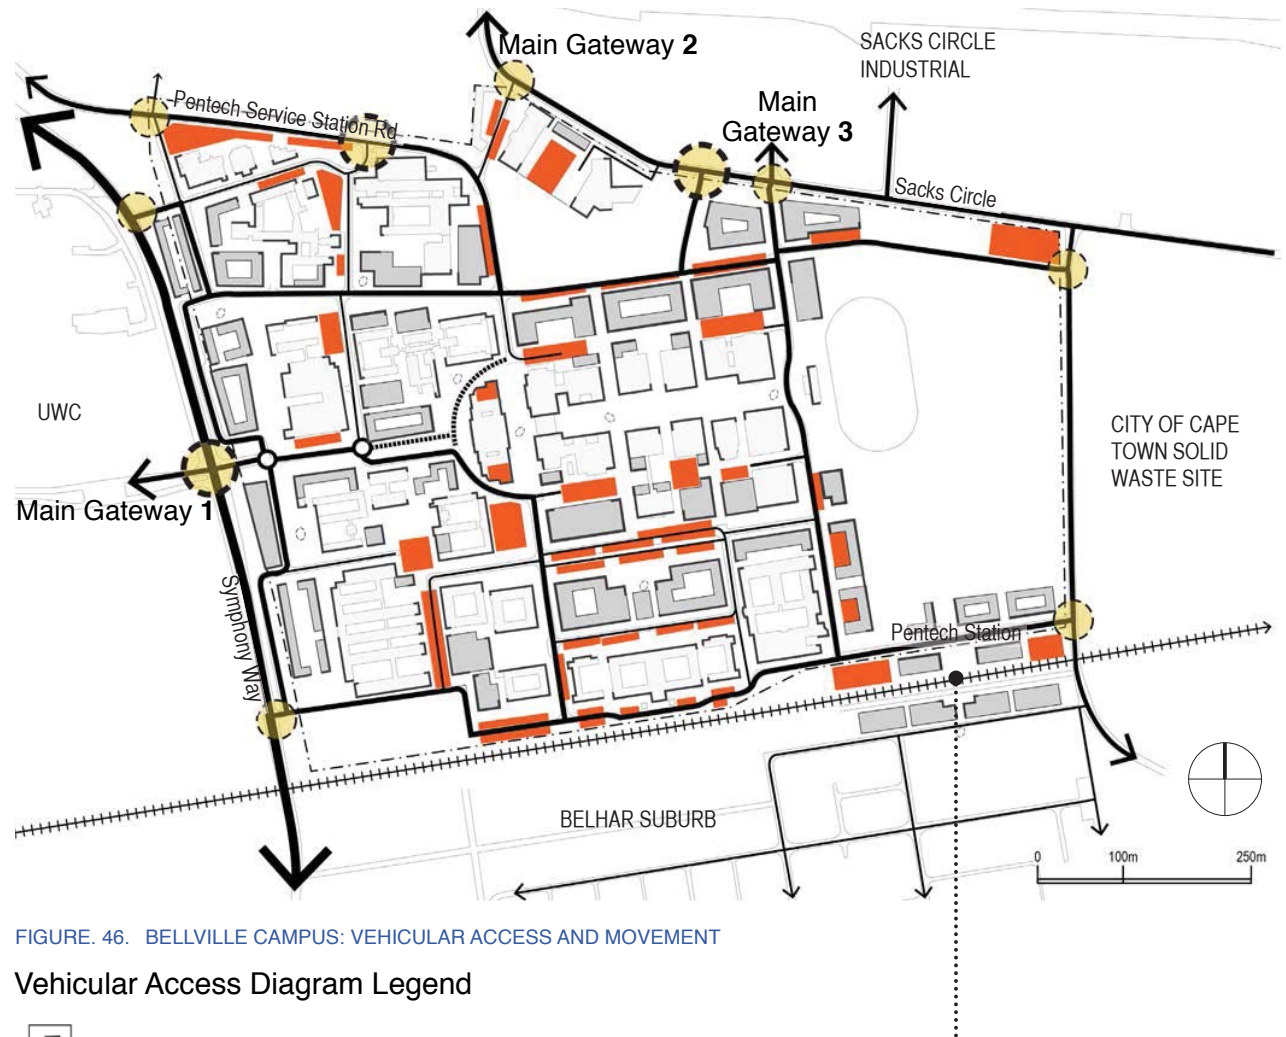 Main Gateway 2
SACKS CIRCLE
INDUSTRIAL
Main
Gateway 3
Pentech Service Station Rd
Sacks Circle
UWC
CITY OF CAPE
TOWN SOLID
WASTE SITE
Main Gateway 1
Symphony Way
Pentech Station
BELHAR SUBURB
0 100m 250m
FIGURE. 46. BELLVILLE CAMPUS: VEHICULAR ACCESS AND MOVEMENT
Vehicular Access Diagram Legend